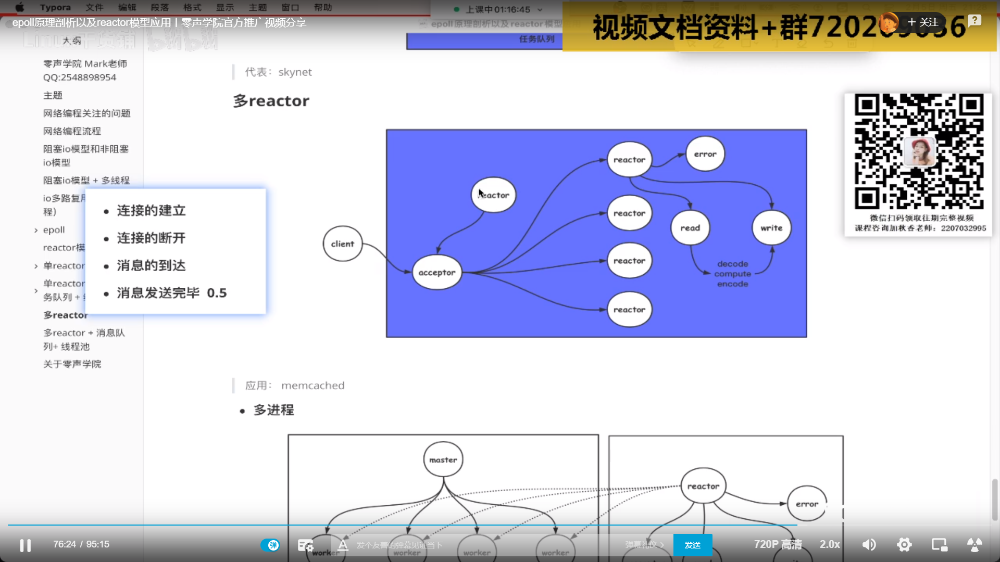 Typora 文件 编辑 段落 格式 显示 主题 窗口 帮助
上课中 01:16:45
epoll原理剖析以及reactor模型应用丨零声学院官方推广视频分享
epoll原理剖析以及reactor模型
视频文档资料+群7202
036
+ 关注
Linux干货铺
bilibili
大纲
零声学院 Mark老师
QQ:2548898954
主题
网络编程关注的问题
网络编程流程
阻塞io模型和非阻塞
io模型
阻塞io模型 + 多线程
io多路复用
程）
epoll
reactor模
单reactor
单reactor
务队列 +
多reactor
多reactor + 消息队
列+ 线程池
关于零声学院
连接的建立
连接的断开
消息的到达
消息发送完毕 0.5
任务队列
代表： skynet
多reactor
client
reactor
acceptor
reactor
reactor
reactor
reactor
error
read
write
decode
compute
encode
微信扫码领取往期完整视频
课程咨询加秋香老师：2207032995
应用： memcached
多进程
master
worker
worker
worker
worker
reactor
error
76:24 / 95:15
弹
发个友善的弹幕见证当下
弹幕礼仪
发送
720P 高清
2.0x